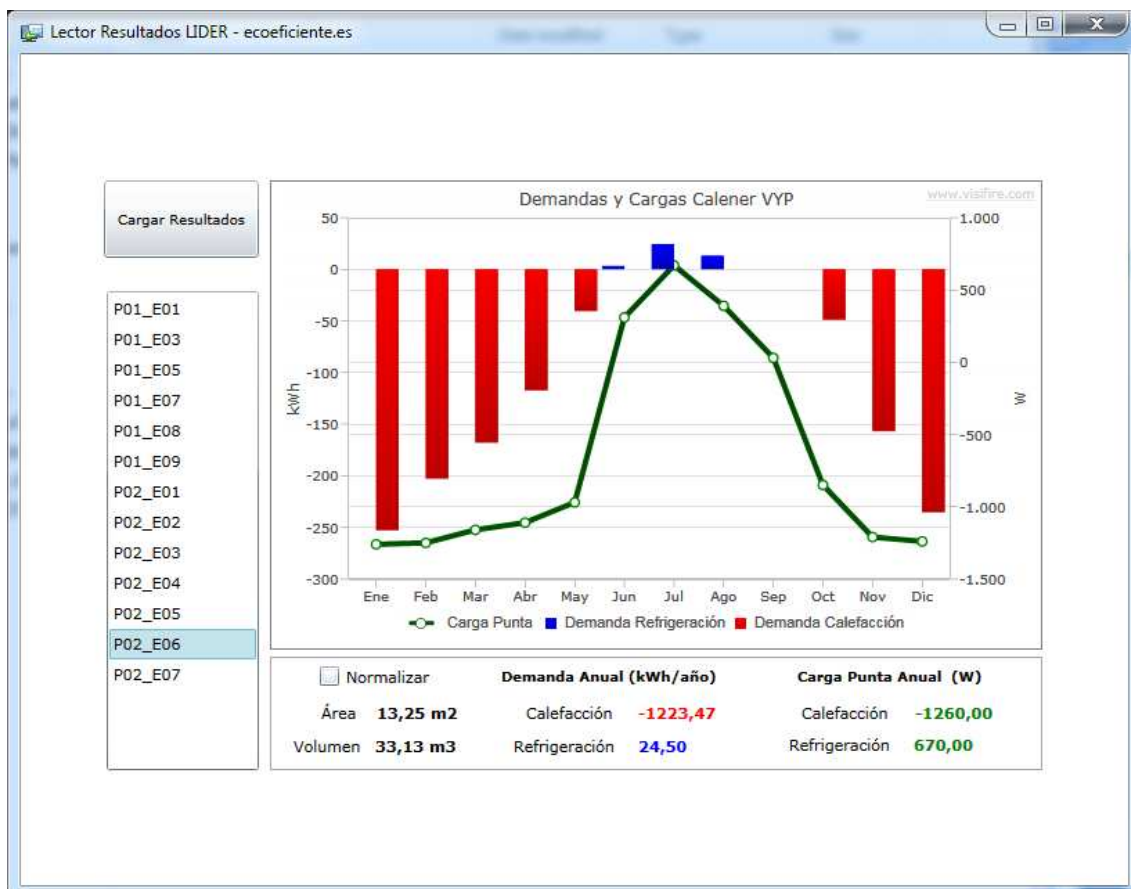 Lector Resultados LIDER - ecoeficiente.es
Cargar Resultados
P01_E01
P01_E03
P01_E05
P01_E07
P01_E08
P01_E09
P02_E01
P02_E02
P02_E03
P02_E04
P02_E05
P02_E06
P02_E07
Demandas y Cargas Calener VYP
www.visifire.com
50
0
-50
-100
-150
-200
-250
-300
kWh
1.000
500
0
-500
-1.000
-1.500
W
Ene Feb Mar Abr May Jun Jul Ago Sep Oct Nov Dic
Carga Punta Demanda Refrigeración Demanda Calefacción
Normalizar Demanda Anual (kWh/año) Carga Punta Anual (W)
Área 13,25 m2 Calefacción -1223,47 Calefacción -1260,00
Volumen 33,13 m3 Refrigeración 24,50 Refrigeración 670,00